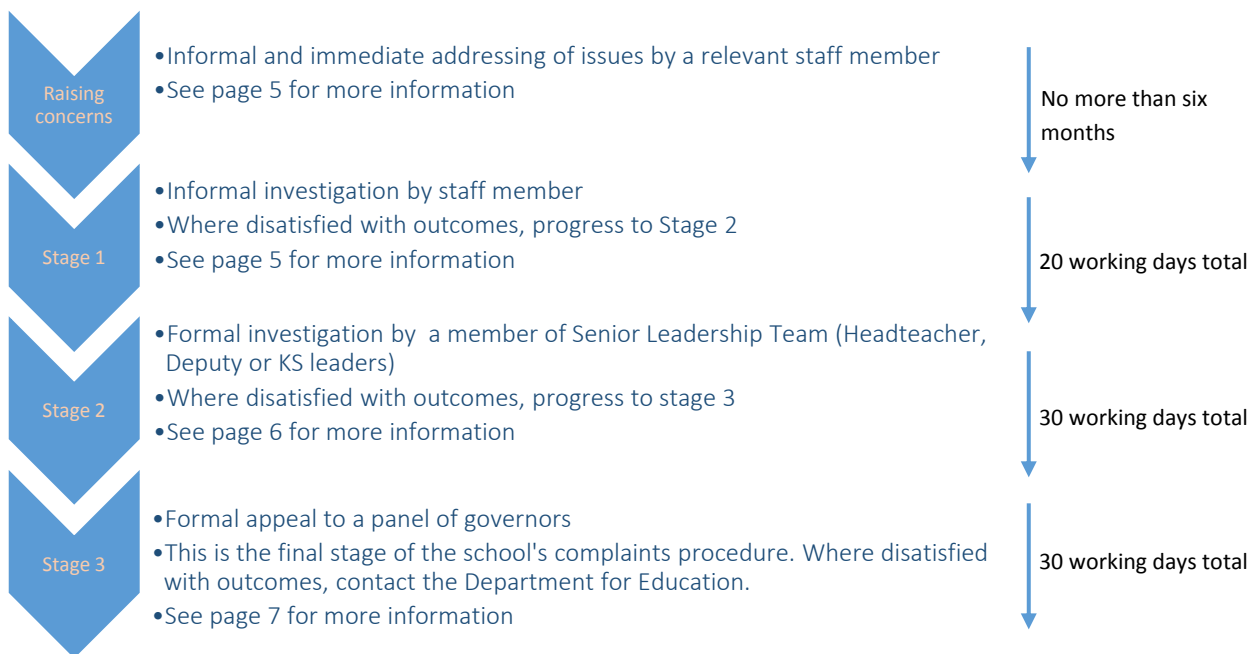 Raising
concerns
•Informal and immediate addressing of issues by a relevant staff member
•See page 5 for more information
No more than six
months
Stage 1
•Informal investigation by staff member
•Where disatisfied with outcomes, progress to Stage 2
•See page 5 for more information
20 working days total
Stage 2
•Formal investigation by  a member of Senior Leadership Team (Headteacher,
Deputy or KS leaders)
•Where disatisfied with outcomes, progress to stage 3
•See page 6 for more information
30 working days total
Stage 3
•Formal appeal to a panel of governors
•This is the final stage of the school's complaints procedure. Where disatisfied
with outcomes, contact the Department for Education.
•See page 7 for more information
30 working days total